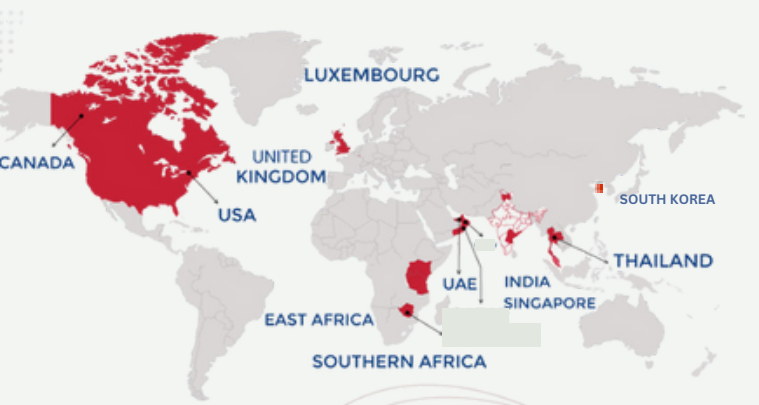 LUXEMBOURG
CANADA
UNITED
KINGDOM
USA
SOUTH KOREA
THAILAND
UAE
INDIA
SINGAPORE
EAST AFRICA
SOUTHERN AFRICA